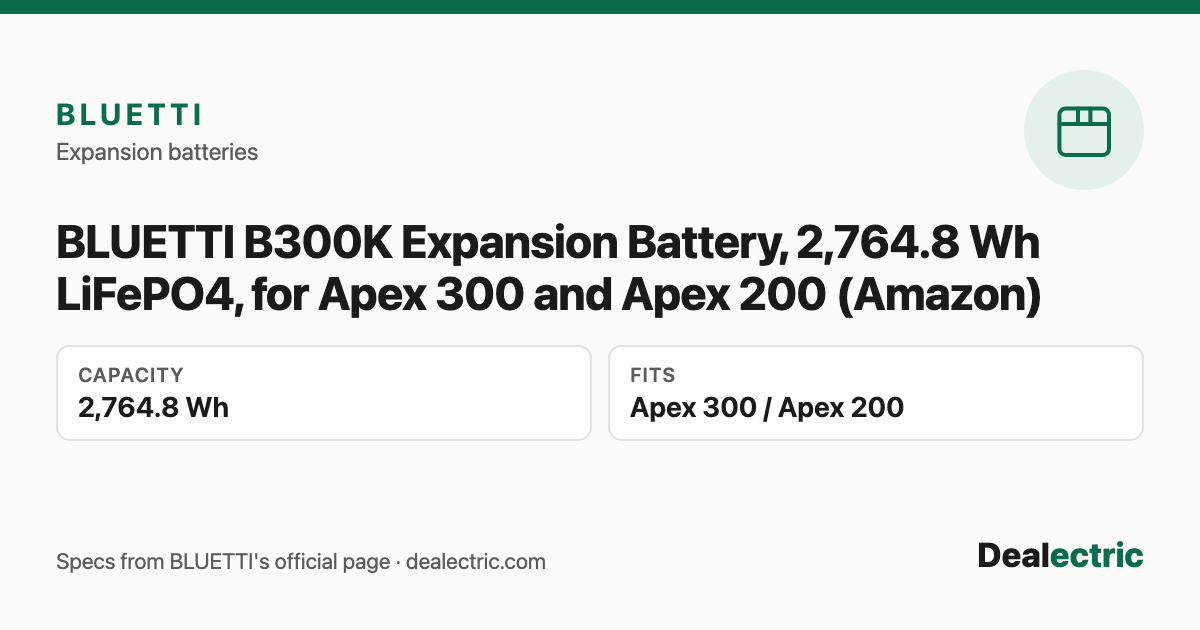 BLUETTI
Expansion batteries
BLUETTI B300K Expansion Battery, 2,764.8 Wh
LiFePO4, for Apex 300 and Apex 200 (Amazon)
CAPACITY
2,764.8 Wh
FITS
Apex 300 / Apex 200
Specs from BLUETTI's official page · dealectric.com
Dealectric